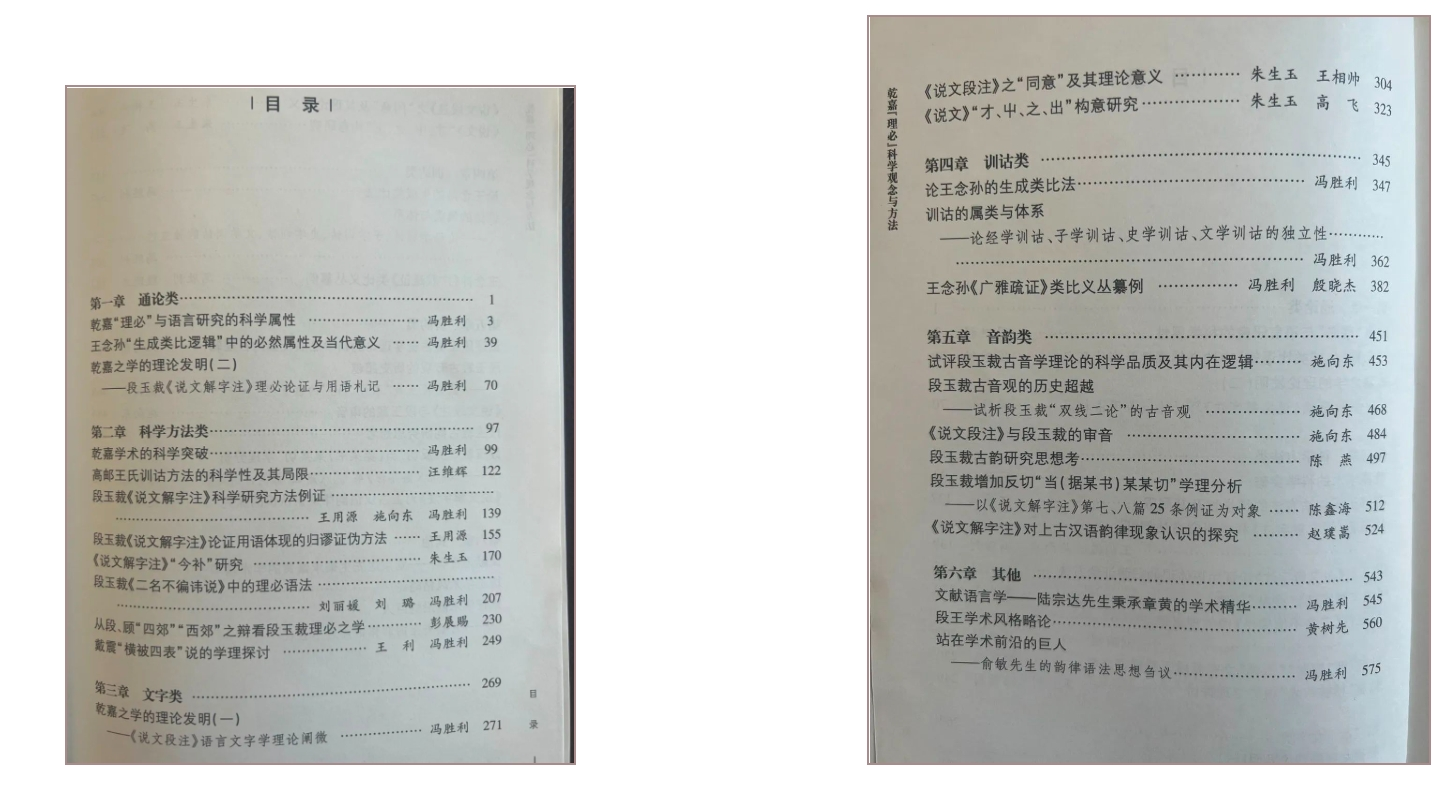 目 录
第一章 通论类 1
乾嘉“理必”与语言研究的科学属性 冯胜利 3
王念孙“生成类比逻辑”中的必然属性及当代意义 冯胜利 39
乾嘉之学的理论发明(二)
——段玉裁《说文解字注》理必论证与用语札记 冯胜利 70
第二章 科学方法类 97
乾嘉学术的科学突破 冯胜利 99
高邮王氏训诂方法的科学性及其局限 汪维辉 122
段玉裁《说文解字注》科学研究方法例证
王用源 施向东 冯胜利 139
段玉裁《说文解字注》论证用语体现的归谬证伪方法 王用源 155
《说文解字注》“今补”研究 朱生玉 170
段玉裁《二名不徧讳说》中的理必语法
刘丽媛 刘 璐 冯胜利 207
从段、顾“四郊”“西郊”之辩看段玉裁理必之学 彭展赐 230
戴震“横被四表”说的学理探讨 王 利 冯胜利 249
第三章 文字类 269
乾嘉之学的理论发明(一)
——《说文段注》语言文字学理论阐微 冯胜利 271
目
录
乾嘉「理必」科学观念与方法
《说文段注》之“同意”及其理论意义 朱生玉 王相帅 304
《说文》“才、屮、之、出”构意研究 朱生玉 高 飞 323
第四章 训诂类 345
论王念孙的生成类比法 冯胜利 347
训诂的属类与体系
——论经学训诂、子学训诂、史学训诂、文学训诂的独立性
冯胜利 362
王念孙《广雅疏证》类比义丛纂例 冯胜利 殷晓杰 382
第五章 音韵类 451
试评段玉裁古音学理论的科学品质及其内在逻辑 施向东 453
段玉裁古音观的历史超越
——试析段玉裁“双线二论”的古音观 施向东 468
《说文段注》与段玉裁的审音 施向东 484
段玉裁古韵研究思想考 陈 燕 497
段玉裁增加反切“当(据某书)某某切”学理分析
——以《说文解字注》第七、八篇 25 条例证为对象 陈鑫海 512
《说文解字注》对上古汉语韵律现象认识的探究 赵璞嵩 524
第六章 其他 543
文献语言学——陆宗达先生秉承章黄的学术精华 冯胜利 545
段王学术风格略论 黄树先 560
站在学术前沿的巨人
——俞敏先生的韵律语法思想刍议 冯胜利 575